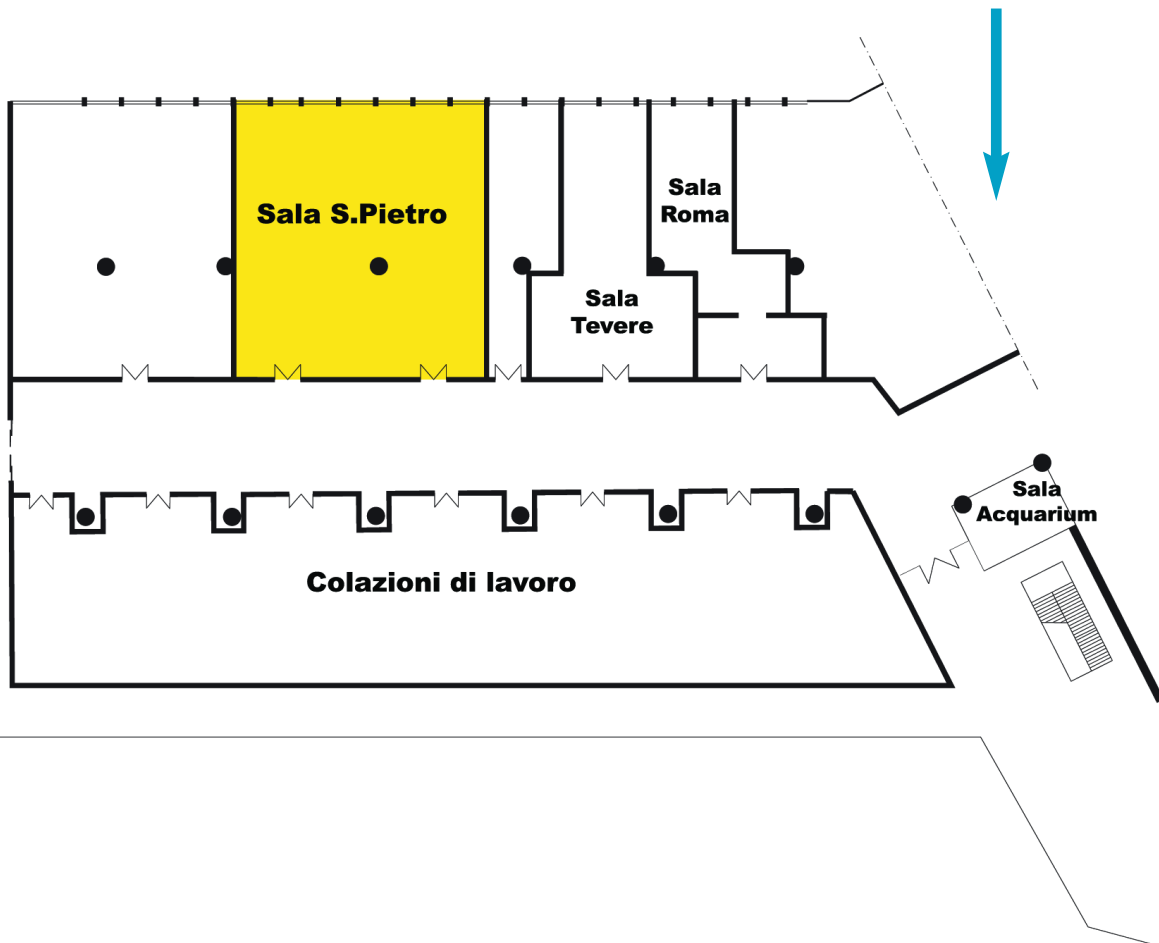 Sala S.Pietro
Sala
Roma
Sala
Tevere
Sala
Acquarium
Colazioni di lavoro